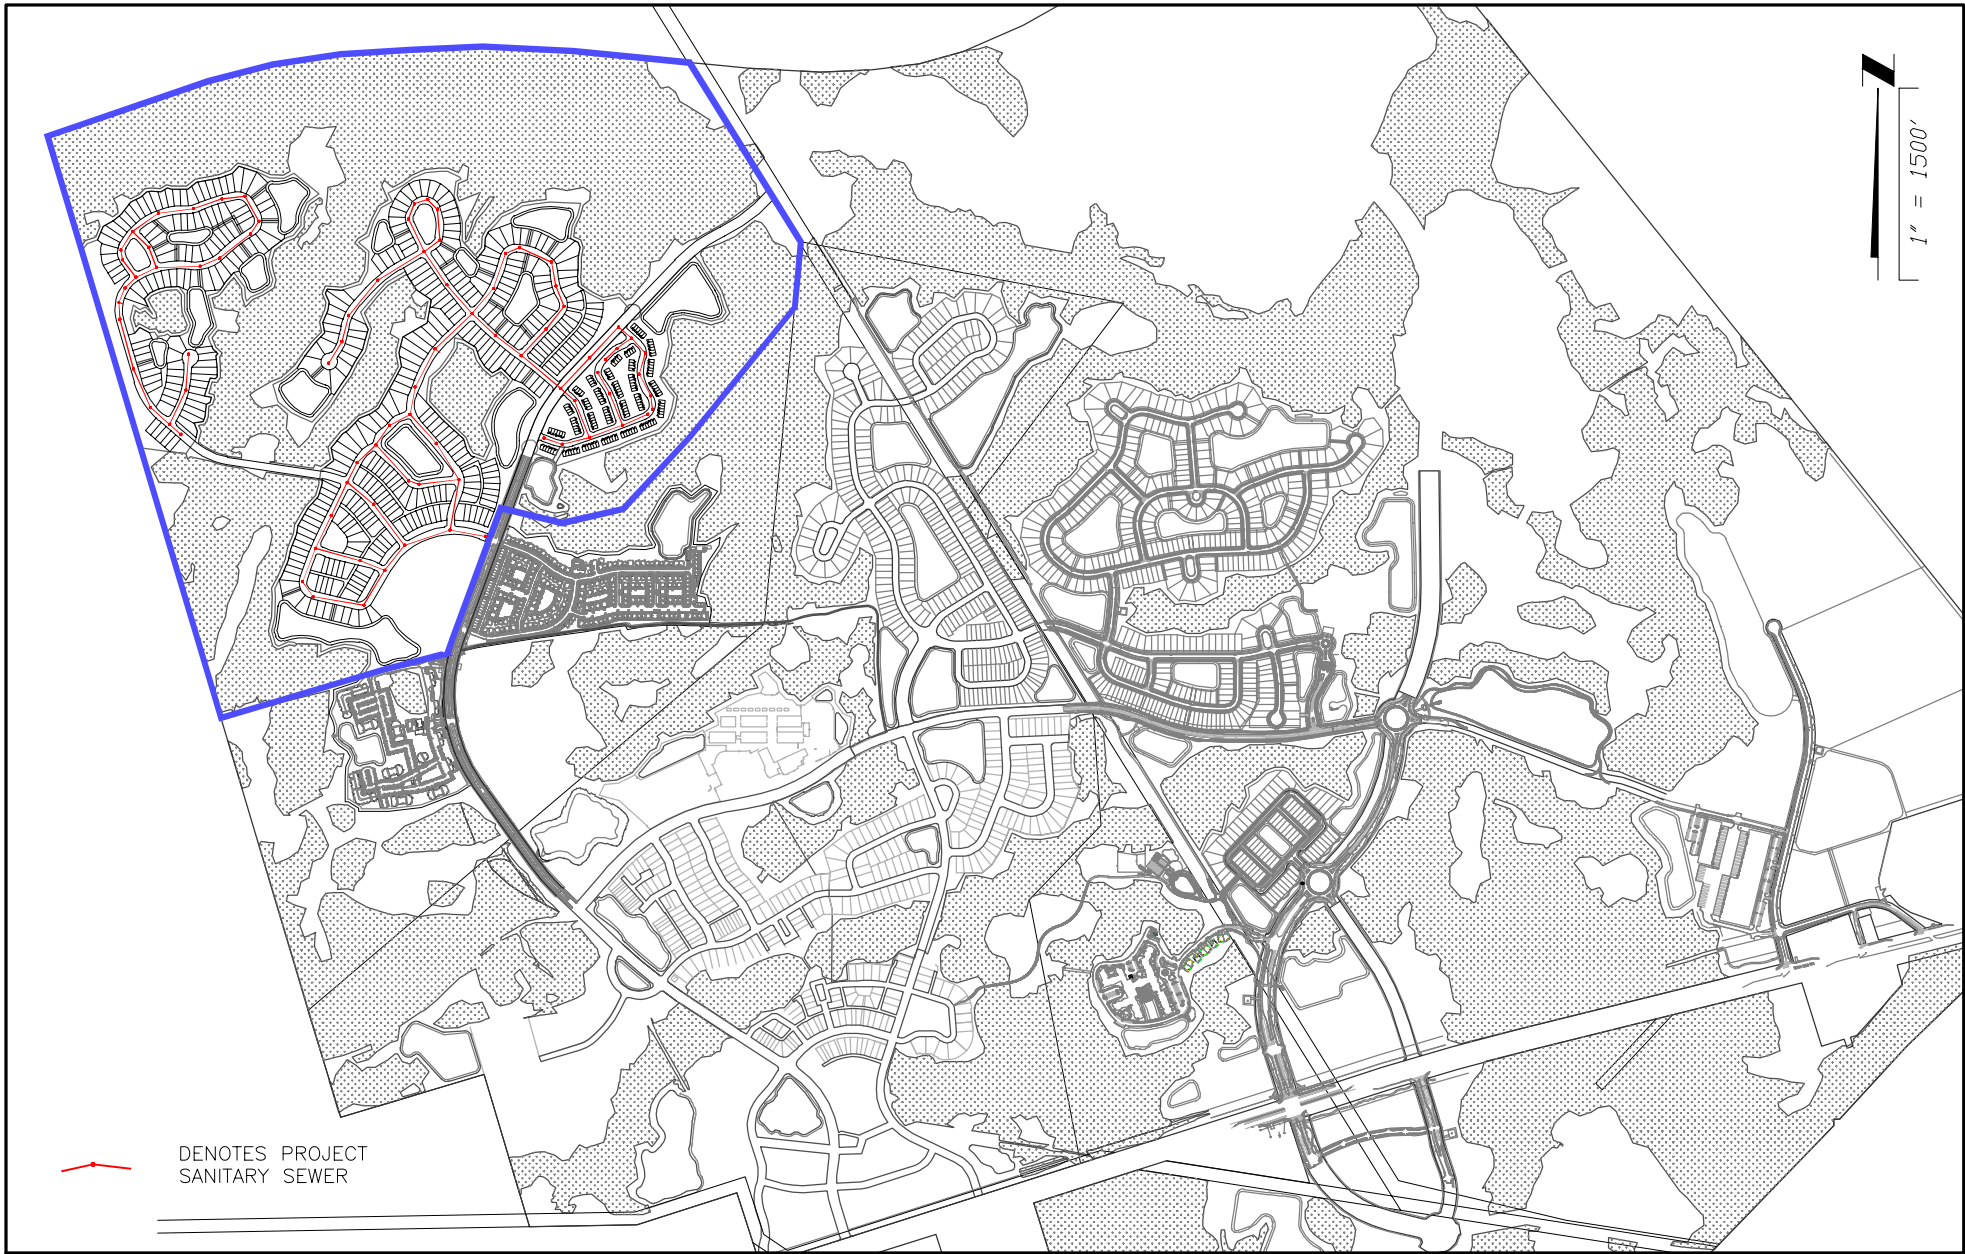 1" = 1500'
DENOTES PROJECT
SANITARY SEWER